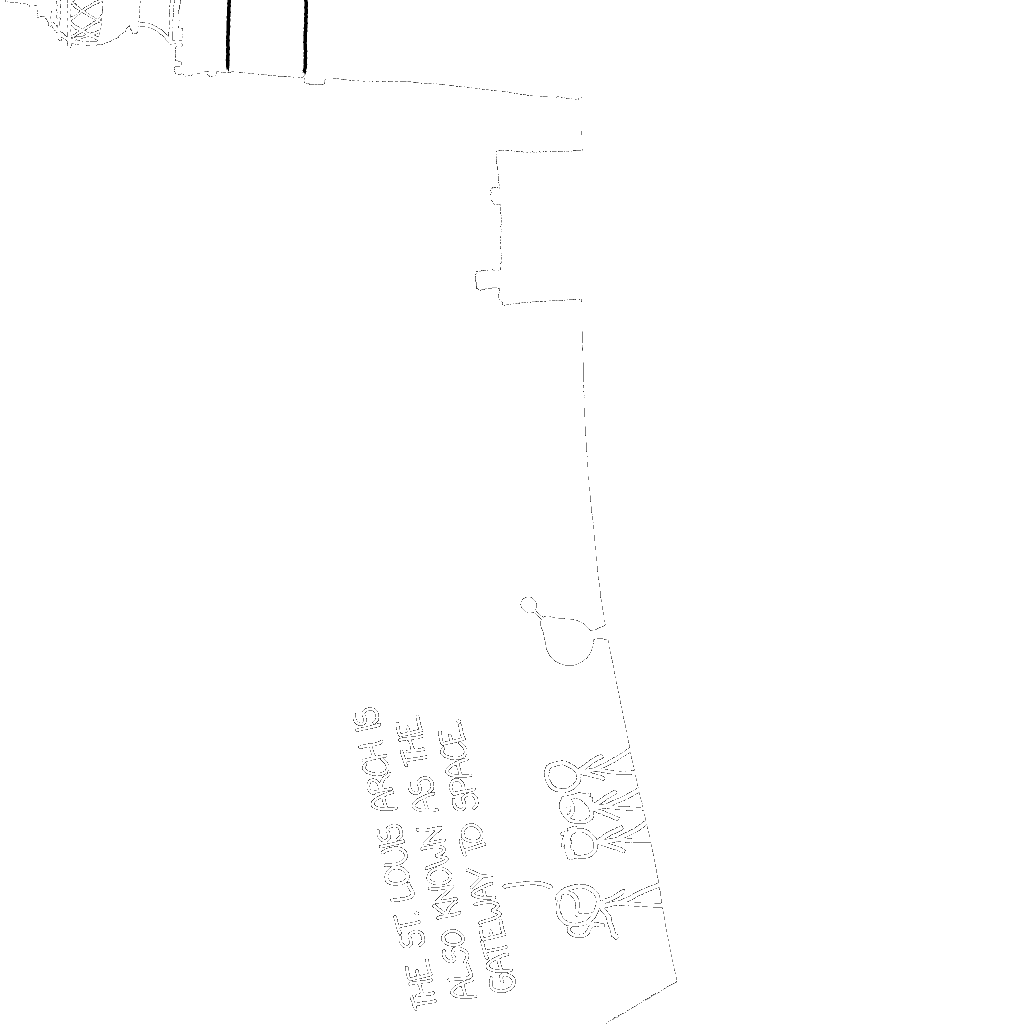 THE ST. LOUIS ARCH IS
ALSO KNOWN AS THE
GATEWAY TO SPACE.